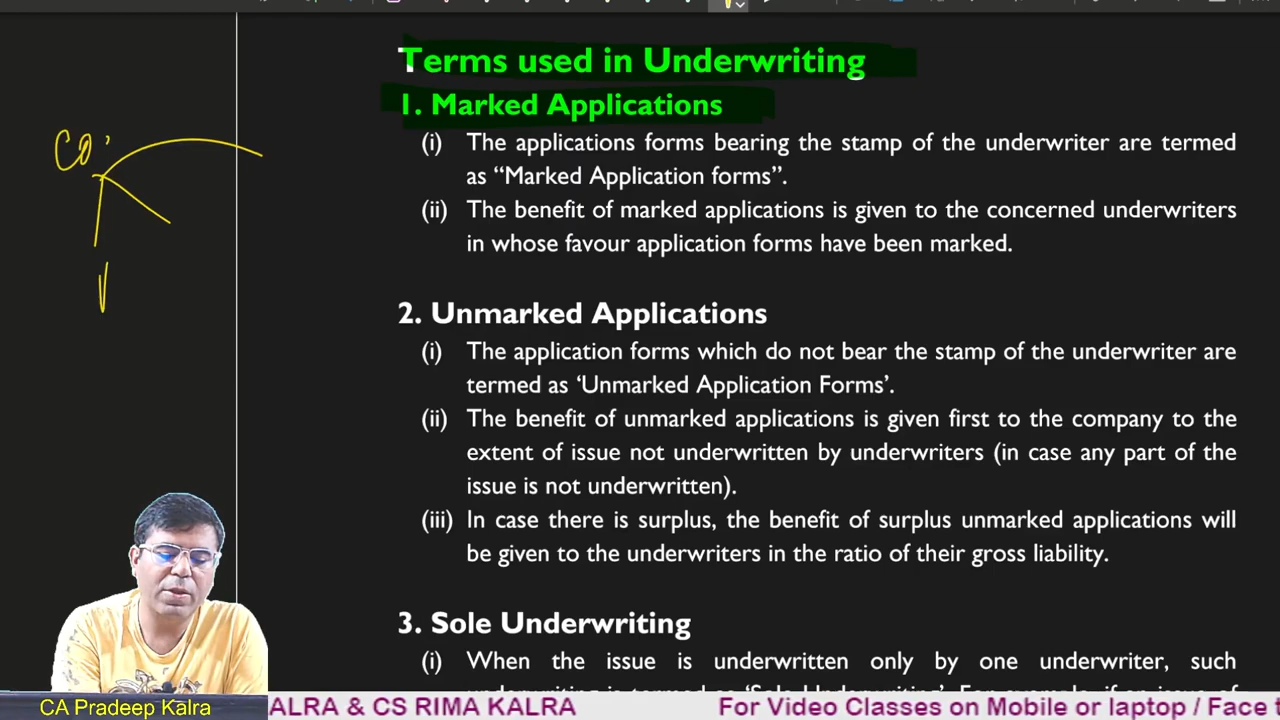 Terms used in Underwriting
1. Marked Applications
(i) The applications forms bearing the stamp of the underwriter are termed
as “Marked Application forms”.
(ii) The benefit of marked applications is given to the concerned underwriters
in whose favour application forms have been marked.
CO'
2. Unmarked Applications
(i) The application forms which do not bear the stamp of the underwriter are
termed as ‘Unmarked Application Forms’.
(ii) The benefit of unmarked applications is given first to the company to the
extent of issue not underwritten by underwriters (in case any part of the
issue is not underwritten).
(iii) In case there is surplus, the benefit of surplus unmarked applications will
be given to the underwriters in the ratio of their gross liability.
3. Sole Underwriting
(i) When the issue is underwritten only by one underwriter, such
CA Pradeep Kalra
ALRA & CS RIMA KALRA For Video Classes on Mobile or laptop / Face t